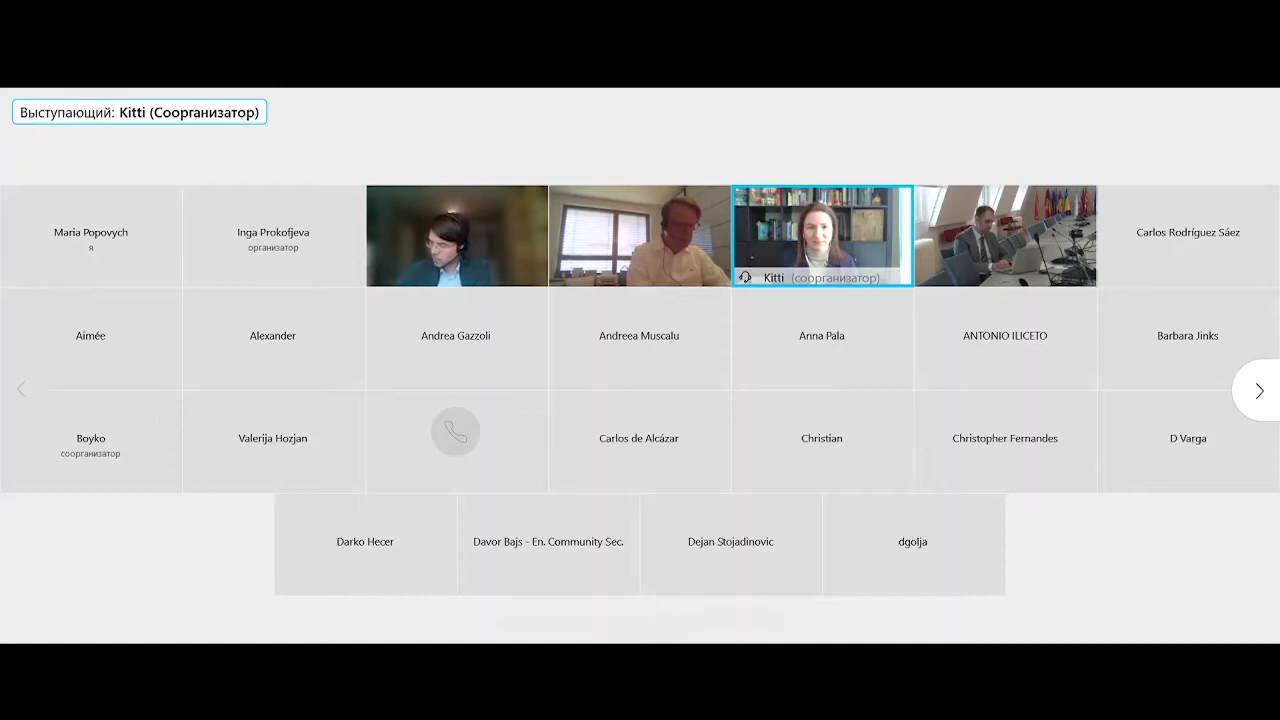 Выступающий: Kitti (Соорганизатор)
Maria Popovych
я
Inga Prokofjeva
организатор
Kitti (соорганизатор)
Carlos Rodríguez Sáez
Aimée
Alexander
Andrea Gazzoli
Andreea Muscalu
Anna Pala
ANTONIO ILICETO
Barbara Jinks
Boyko
соорганизатор
Valerija Hozjan
Carlos de Alcázar
Christian
Christopher Fernandes
D Varga
Darko Hecer
Davor Bajs - En. Community Sec.
Dejan Stojadinovic
dgolja